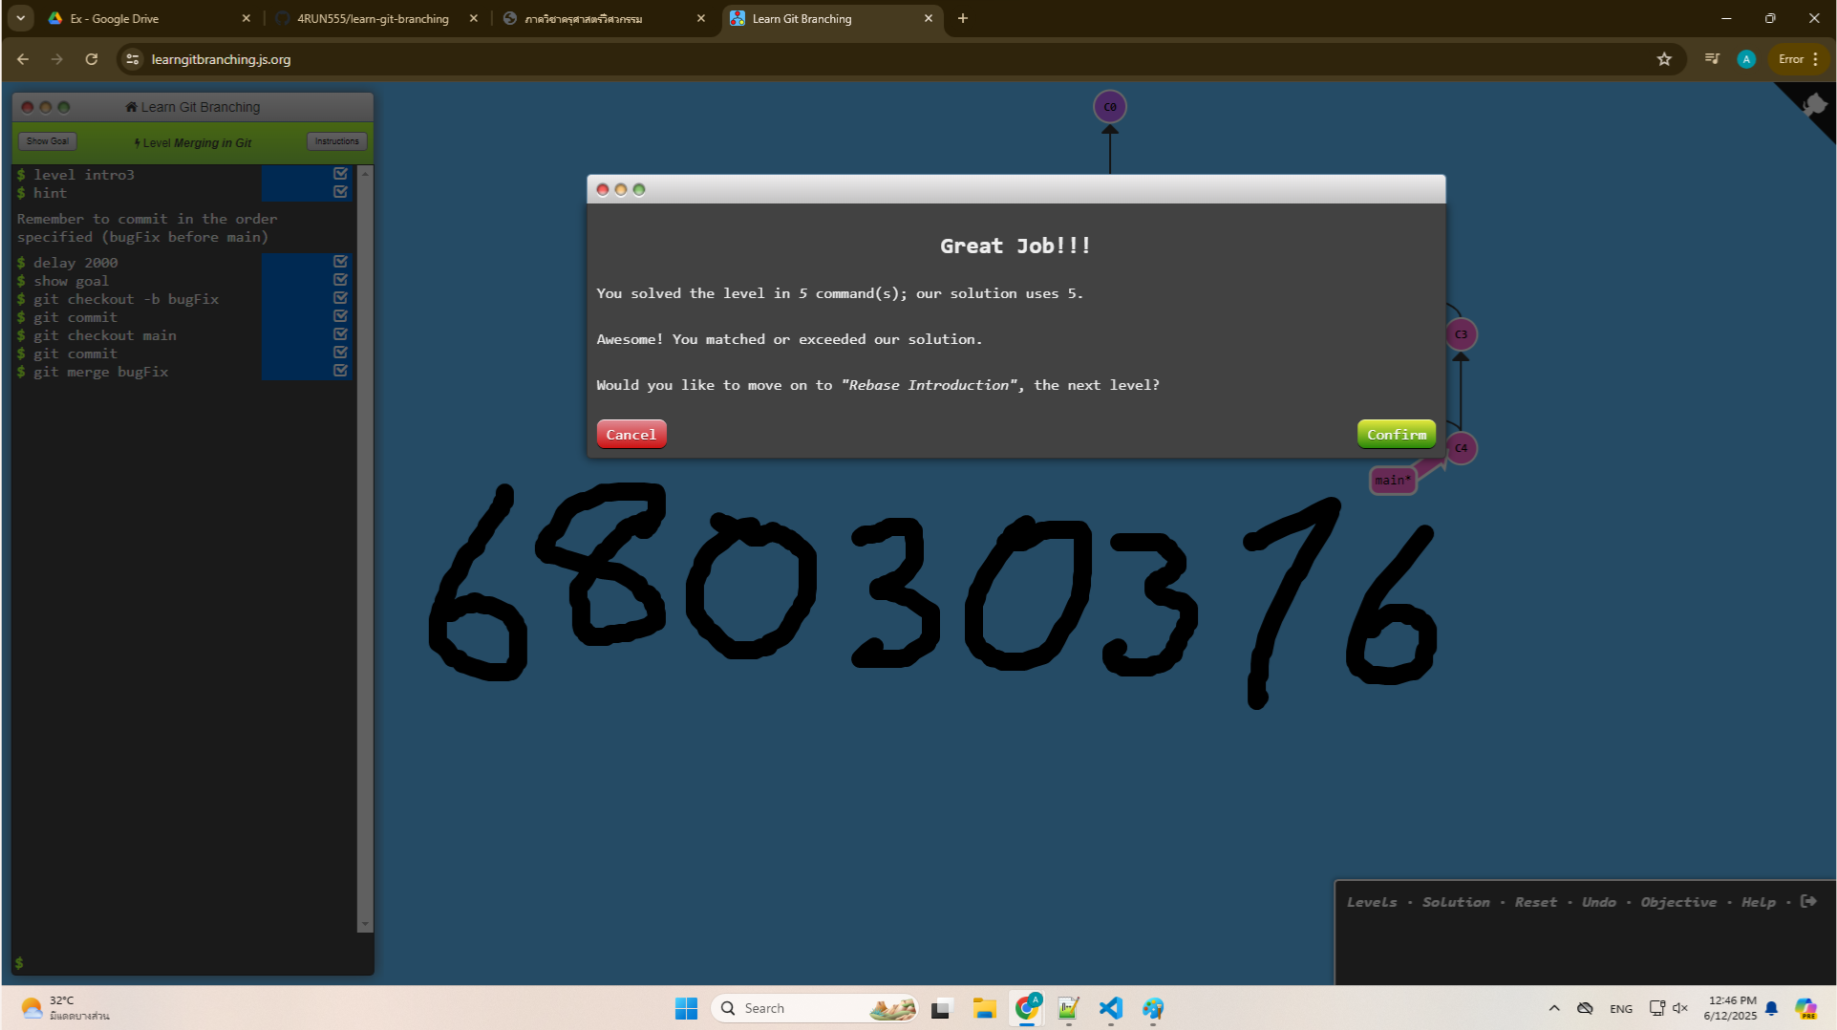 Ex - Google Drive
4RUN555/learn-git-branching
ภาควิชาครุศาสตร์วิศวกรรม
Learn Git Branching
learngitbranching.js.org
A
Error
Learn Git Branching
Show Goal
Level Merging in Git
Instructions
$ level intro3
$ hint
Remember to commit in the order
specified (bugFix before main)
$ delay 2000
$ show goal
$ git checkout -b bugFix
$ git commit
$ git checkout main
$ git commit
$ git merge bugFix
$
C0
Great Job!!!
You solved the level in 5 command(s); our solution uses 5.
Awesome! You matched or exceeded our solution.
Would you like to move on to "Rebase Introduction", the next level?
Cancel
Confirm
C3
C4
main*
68030376
Levels · Solution · Reset · Undo · Objective · Help ·
32°C
มีแดดบางส่วน
Search
A
ENG
12:46 PM
6/12/2025
PRE